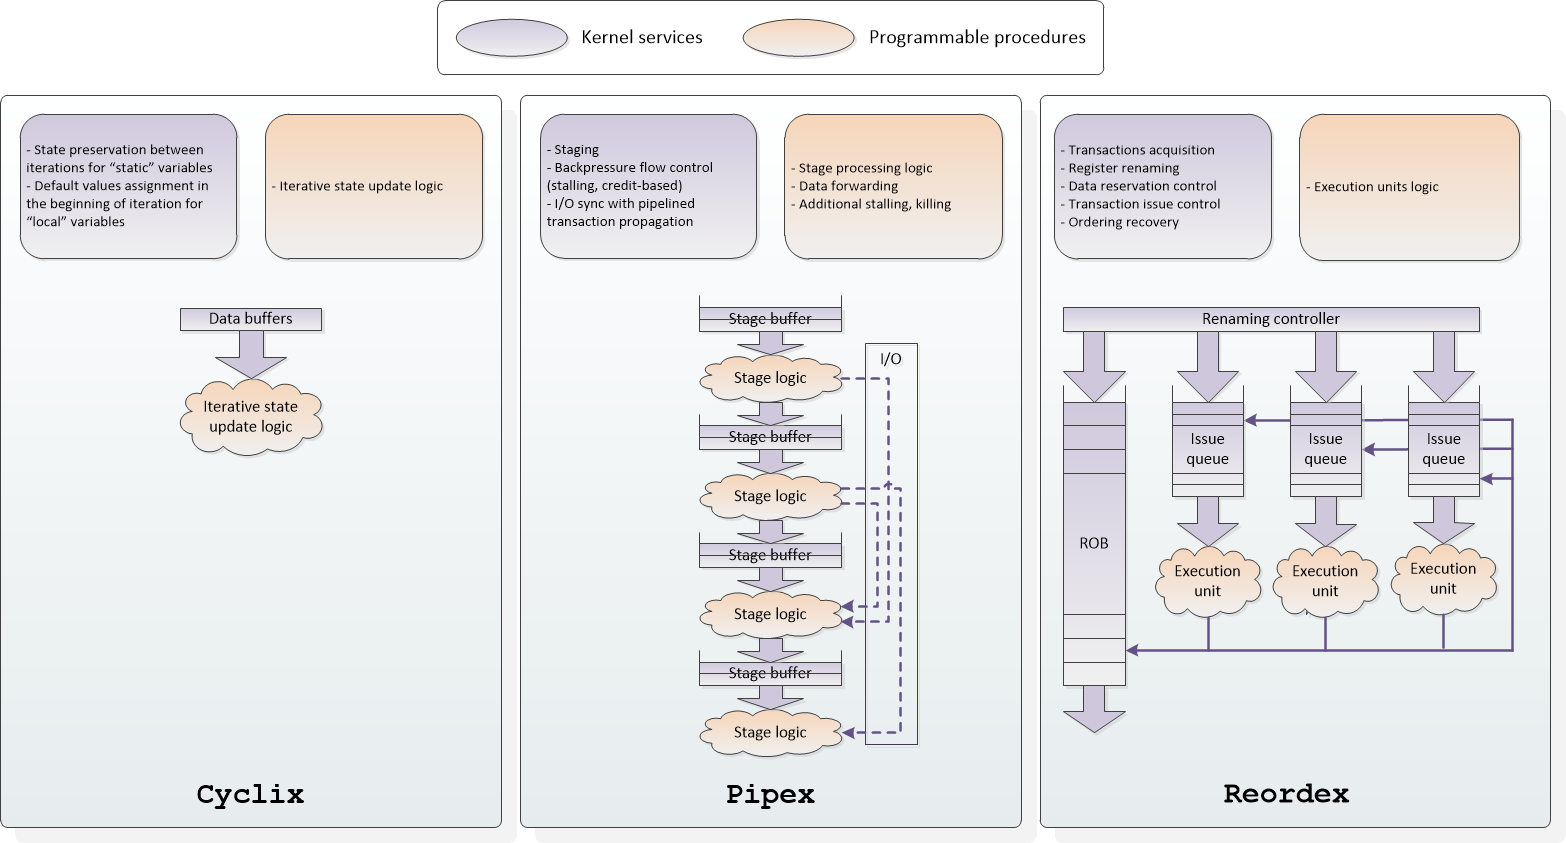 Kernel services
Programmable procedures
- State preservation between
iterations for “static” variables
- Default values assignment in
the beginning of iteration for
“local” variables
- Iterative state update logic
Data buffers
Iterative state
update logic
Cyclix
- Staging
- Backpressure flow control
(stalling, credit-based)
- I/O sync with pipelined
transaction propagation
- Stage processing logic
- Data forwarding
- Additional stalling, killing
Stage buffer
I/O
Stage logic
Stage buffer
Stage logic
Stage buffer
Stage logic
Stage buffer
Stage logic
Pipex
- Transactions acquisition
- Register renaming
- Data reservation control
- Transaction issue control
- Ordering recovery
- Execution units logic
Renaming controller
Issue
queue
Issue
queue
Issue
queue
ROB
Execution
unit
Execution
unit
Execution
unit
Reordex